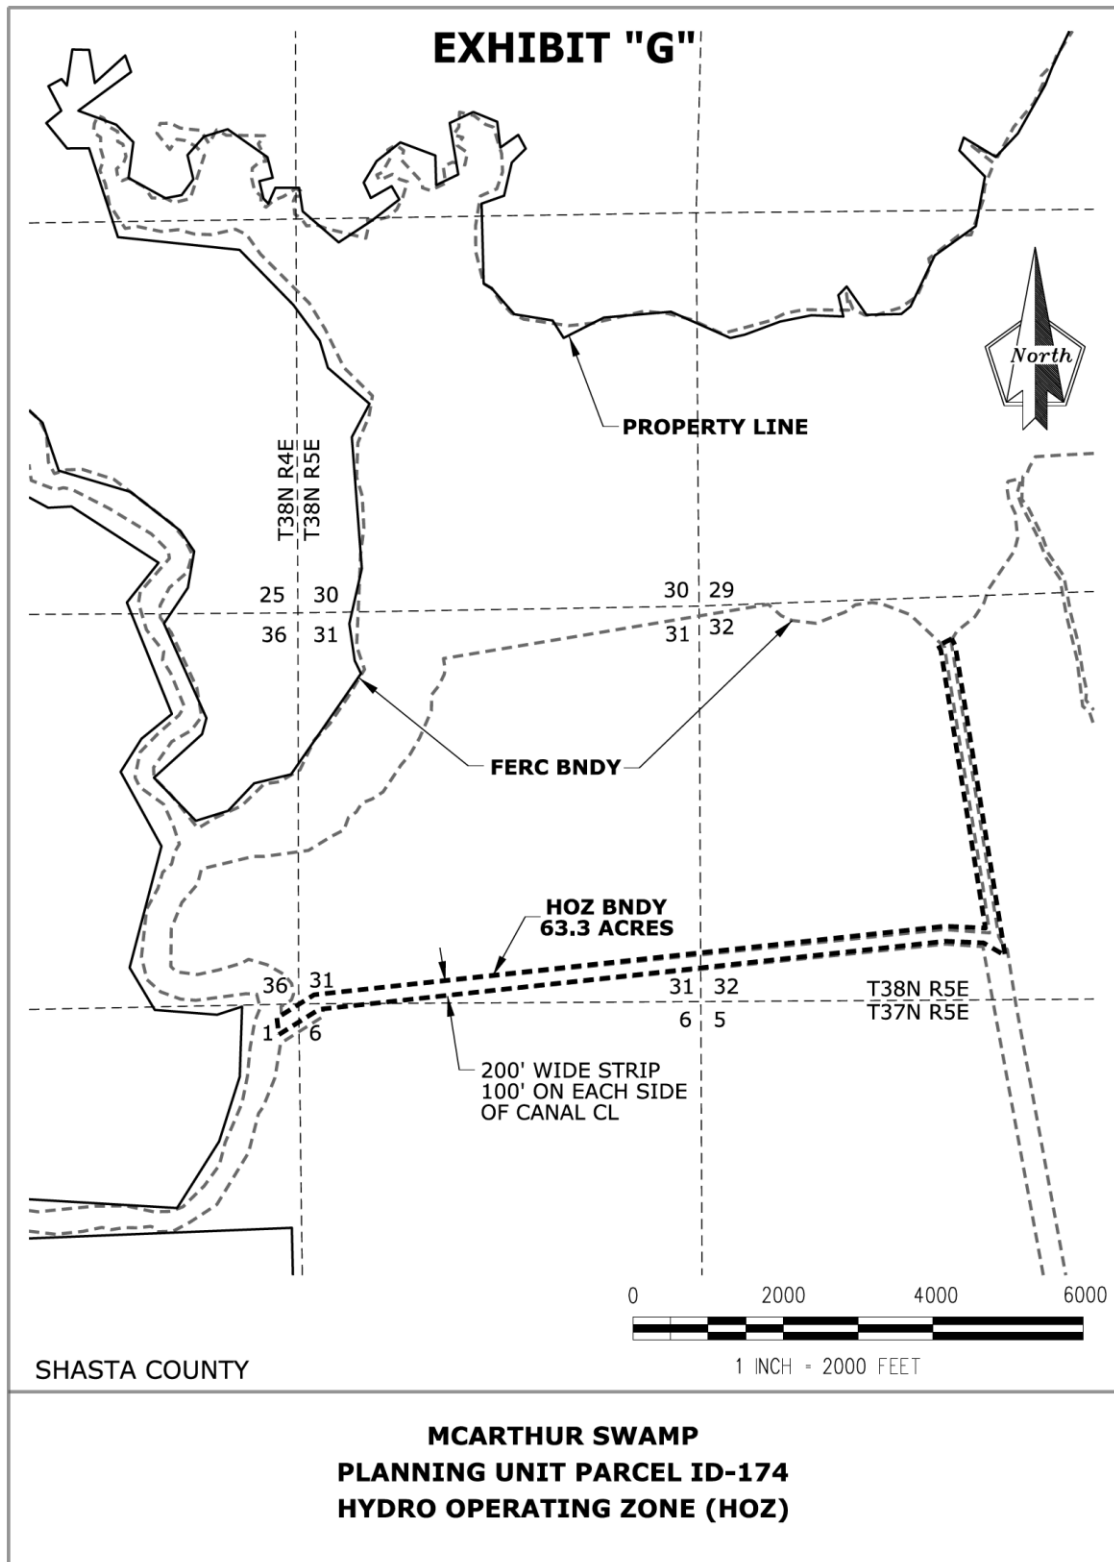 EXHIBIT "G"
North
PROPERTY LINE
T38N R4E
T38N R5E
25 30
36 31
30 29
31 32
FERC BNDY
HOZ BNDY
63.3 ACRES
36 31
1 6
31 32
6 5
T38N R5E
T37N R5E
200' WIDE STRIP
100' ON EACH SIDE
OF CANAL CL
0 2000 4000 6000
1 INCH = 2000 FEET
SHASTA COUNTY
MCARTHUR SWAMP
PLANNING UNIT PARCEL ID-174
HYDRO OPERATING ZONE (HOZ)